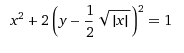 x² + 2 (y − 1/2 √|x|)² = 1